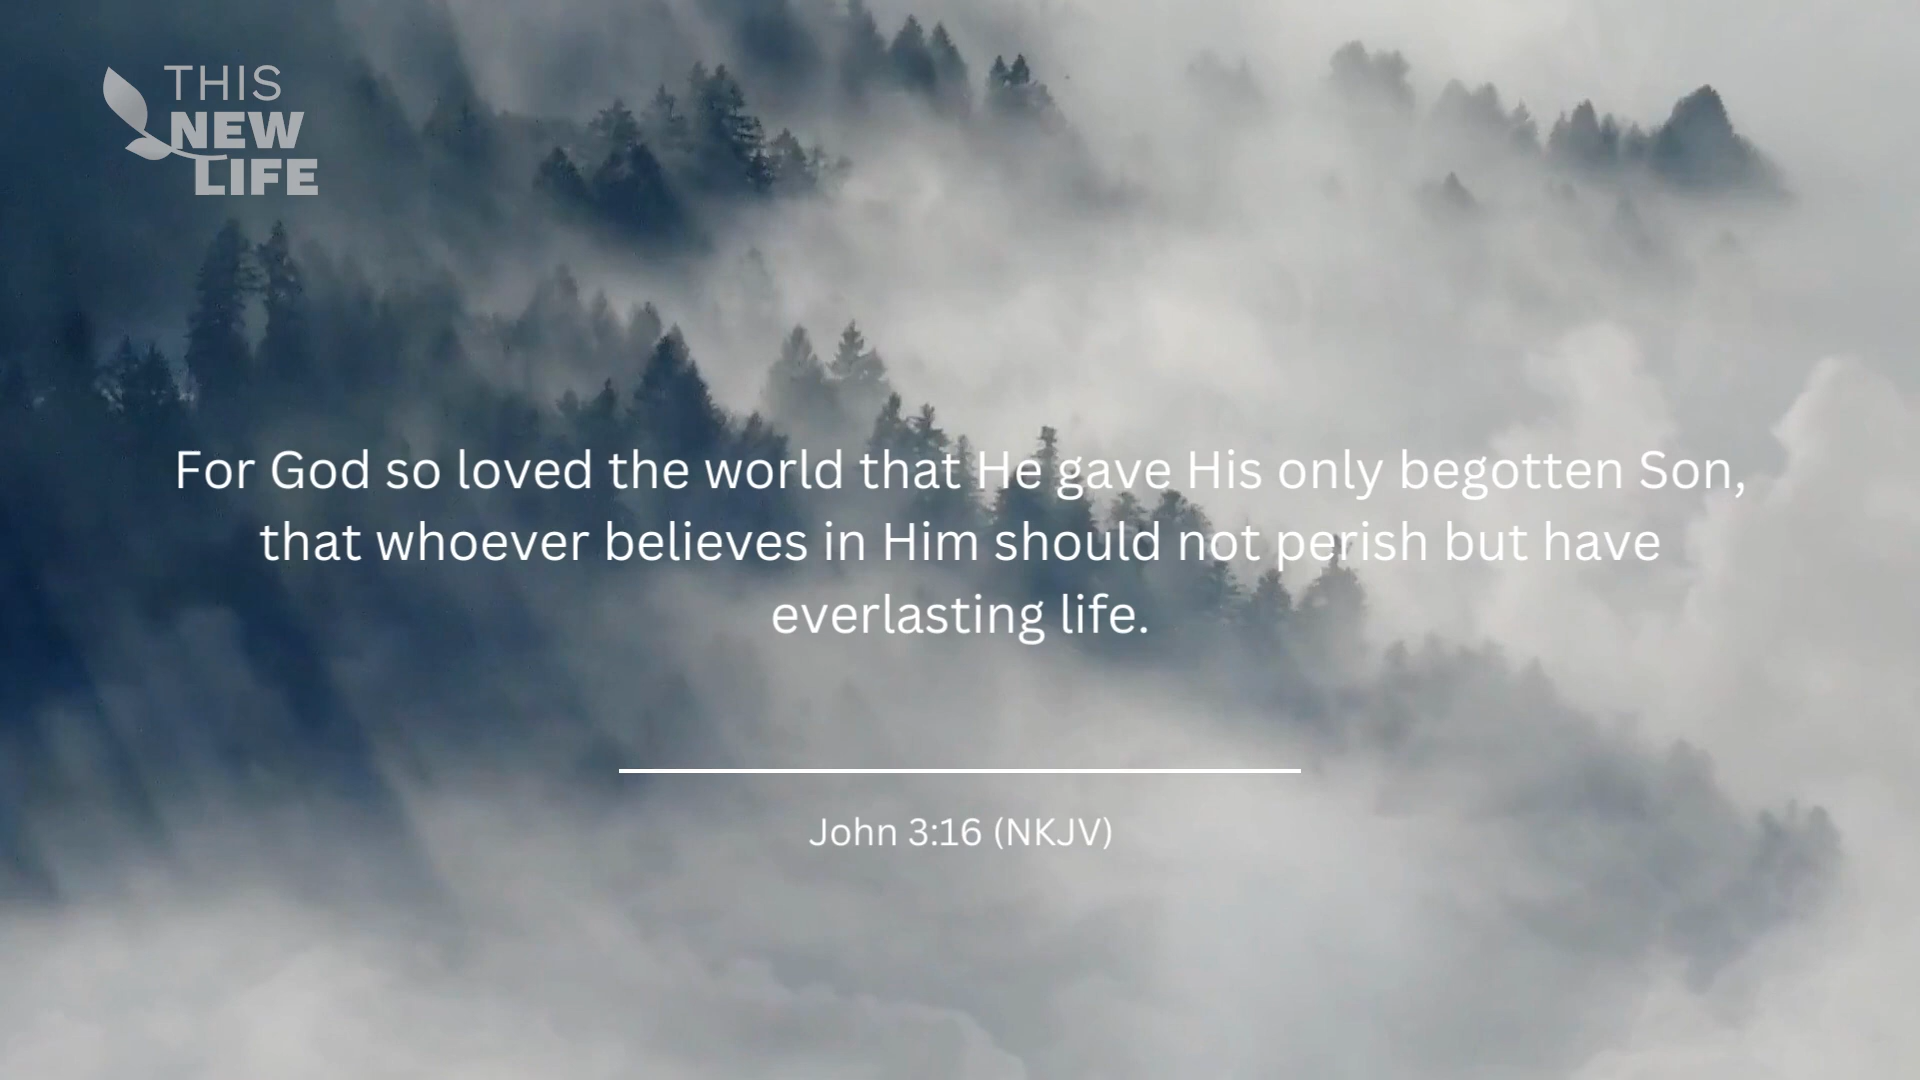 THIS
NEW
LIFE
For God so loved the world that He gave His only begotten Son,
that whoever believes in Him should not perish but have
everlasting life.
John 3:16 (NKJV)